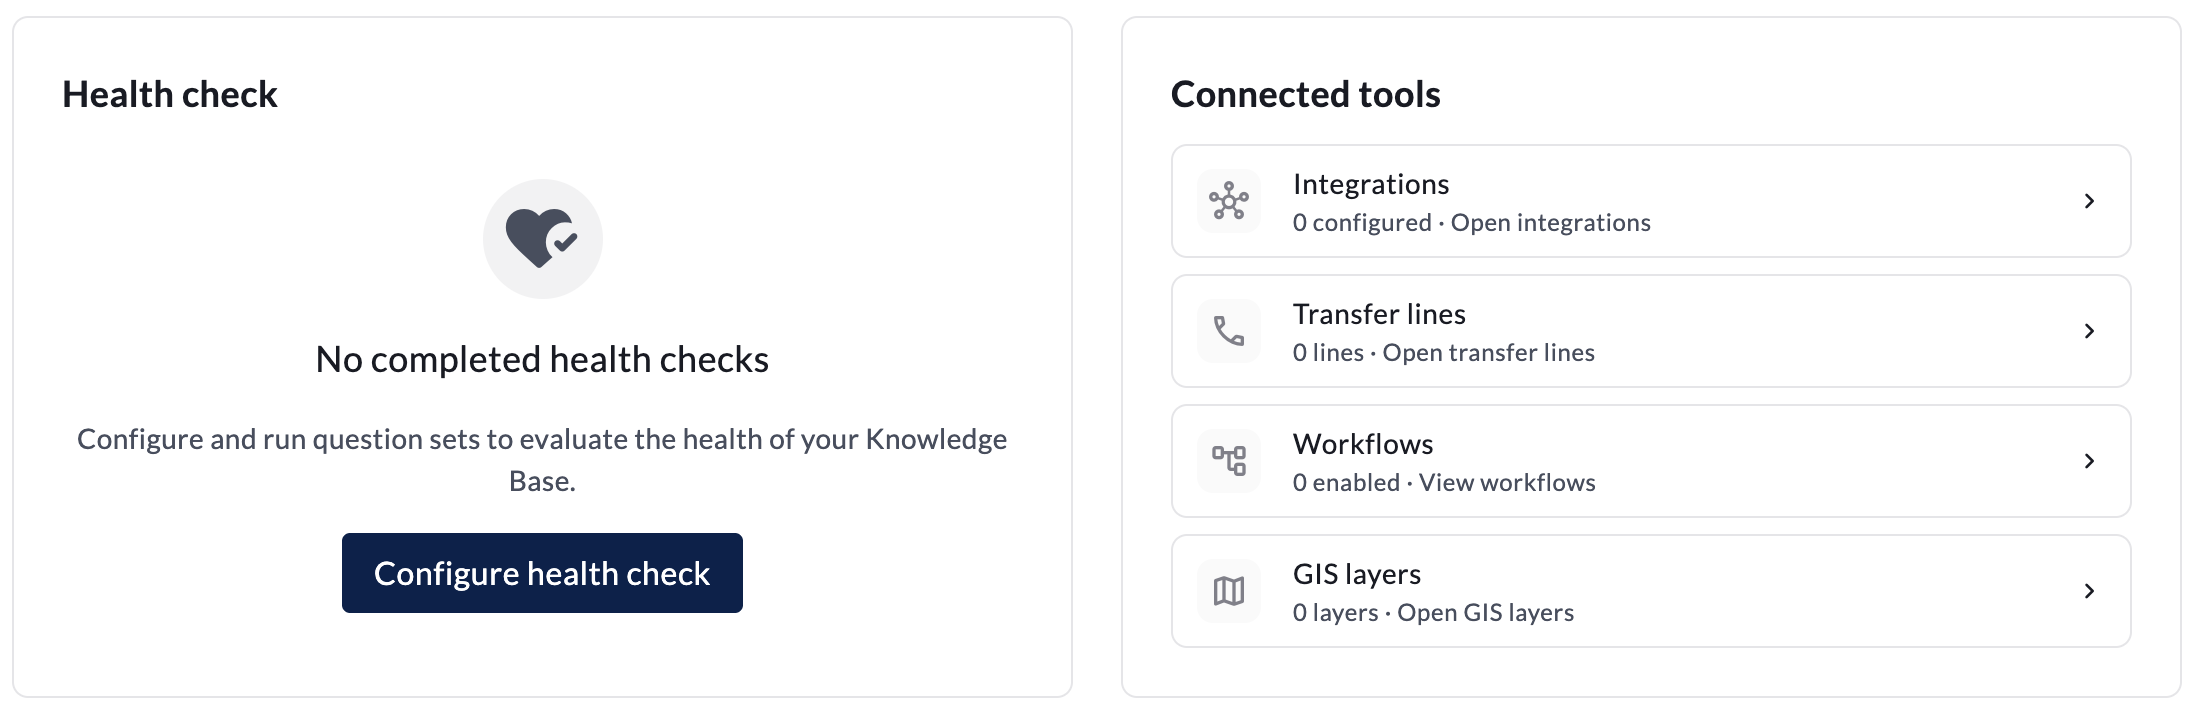 Health check
No completed health checks
Configure and run question sets to evaluate the health of your Knowledge
Base.
Configure health check
Connected tools
Integrations
0 configured · Open integrations
Transfer lines
0 lines · Open transfer lines
Workflows
0 enabled · View workflows
GIS layers
0 layers · Open GIS layers